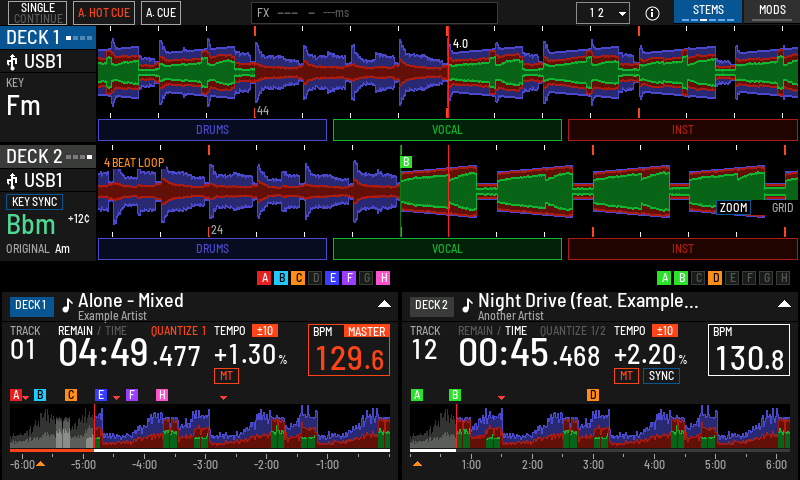 SINGLE
CONTINUE
A. HOT CUE
A. CUE
FX --- - ---ms
1 2
STEMS
MODS
DECK 1
USB1
KEY
Fm
4.0
44
DRUMS
VOCAL
INST
DECK 2
USB1
KEY SYNC
Bbm
+12¢
ORIGINAL Am
4 BEAT LOOP
B
24
ZOOM
GRID
DRUMS
VOCAL
INST
A B C D E F G H
A B C D E F G H
DECK 1
Alone - Mixed
Example Artist
TRACK
01
REMAIN / TIME
QUANTIZE 1
04:49.477
TEMPO ±10
+1.30%
MT
BPM MASTER
129.6
A B C E F H
-6:00 -5:00 -4:00 -3:00 -2:00 -1:00
DECK 2
Night Drive (feat. Example...
Another Artist
TRACK
12
REMAIN / TIME
QUANTIZE 1/2
00:45.468
TEMPO ±10
+2.20%
MT SYNC
BPM
130.8
A B D
1:00 2:00 3:00 4:00 5:00 6:00